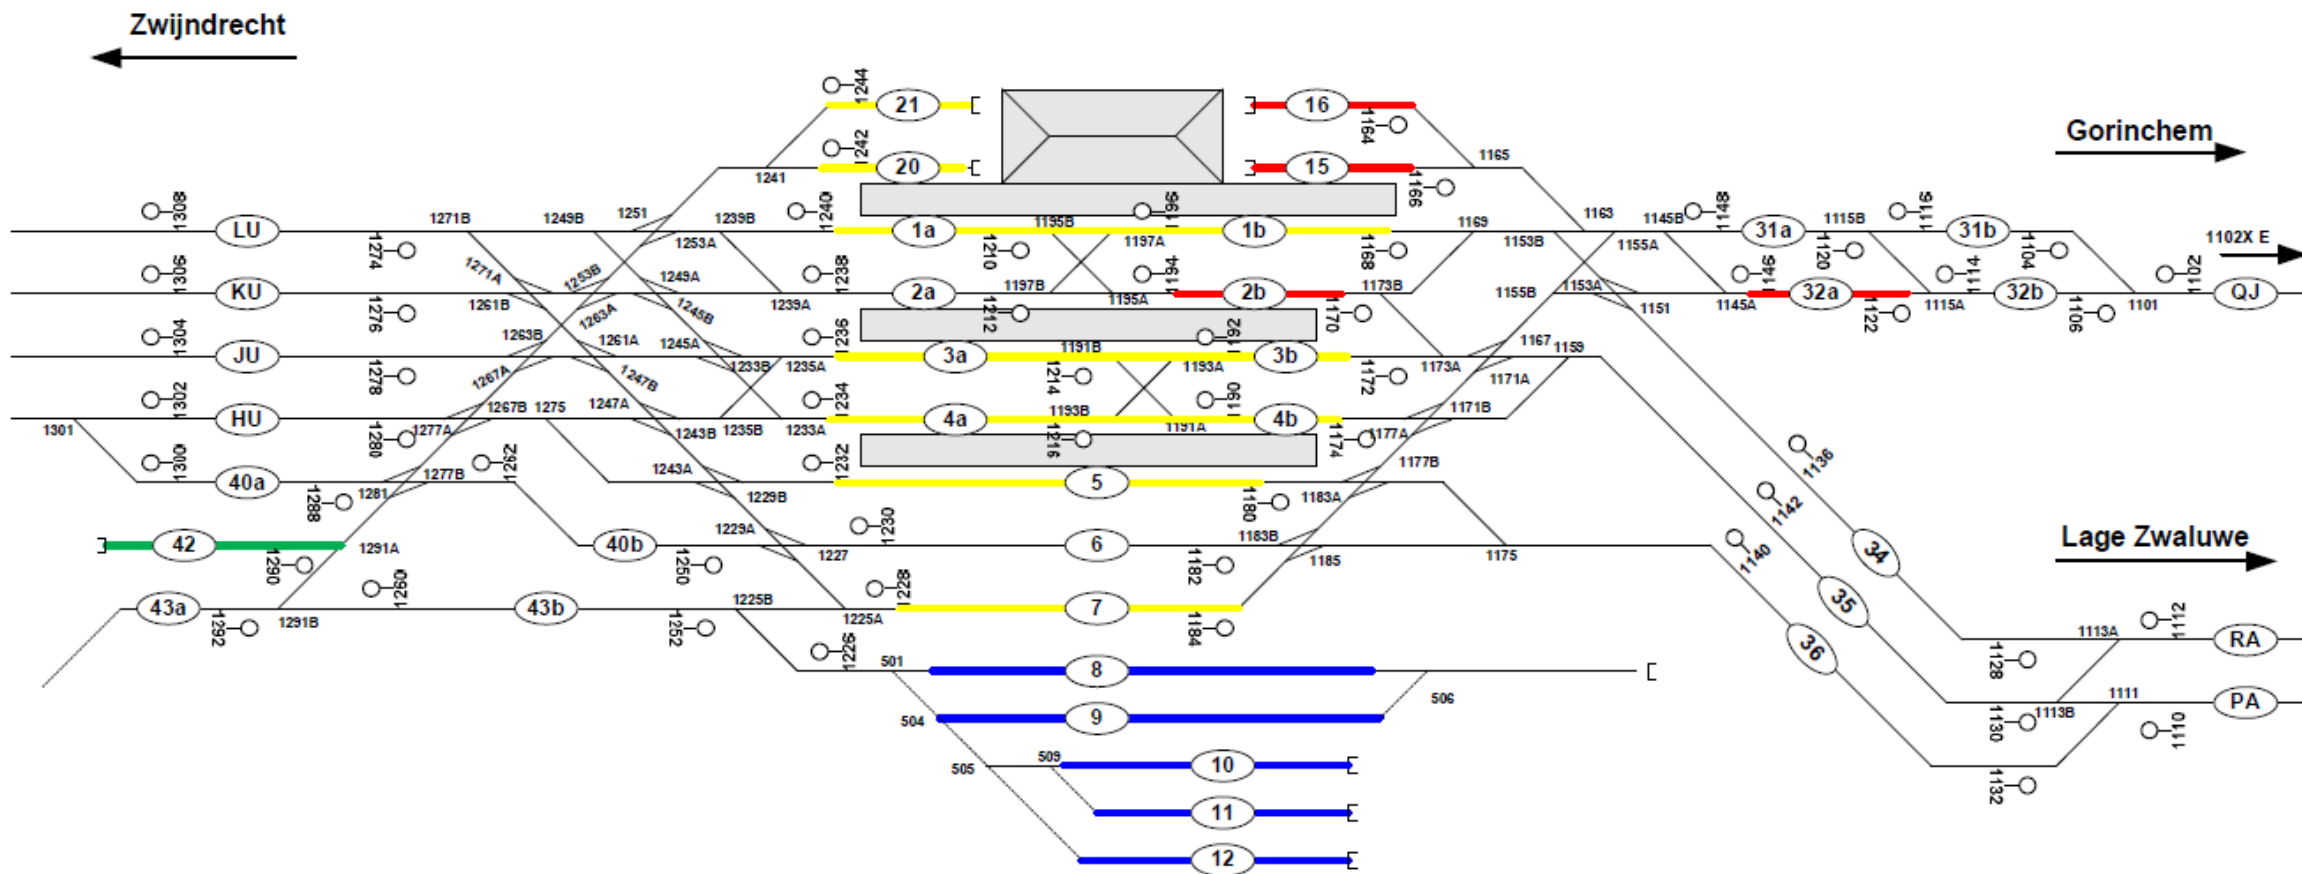 Zwijndrecht
Gorinchem
Lage Zwaluwe
1102X E
1244
21
16
1164
1242
1241
20
15
1166
1165
1308
LU
1274
1271B
1249B
1251
1253A
1239B
1240
1a
1210
1195B
1196
1197A
1b
1168
1169
1153B
1163
1155A
1145B
1148
31a
1120
1115B
1116
31b
1104
1306
KU
1276
1271A
1261B
1253B
1263A
1249A
1245B
1239A
1238
2a
1212
1197B
1195A
1194
2b
1170
1173B
1155B
1153A
1151
1145A
1146
32a
1122
1115A
1114
32b
1106
1101
1102
QJ
1304
JU
1278
1263B
1267A
1261A
1247B
1245A
1233B
1235A
1236
3a
1214
1191B
1193A
1192
3b
1172
1173A
1167
1171A
1159
1302
1301
HU
1280
1277A
1267B
1275
1247A
1243B
1235B
1233A
1234
4a
1216
1193B
1191A
1190
4b
1174
1177A
1171B
1300
40a
1288
1281
1277B
1262
1243A
1229B
1232
5
1180
1183A
1177B
1136
1142
1140
42
1290
1291A
40b
1250
1229A
1227
1230
6
1182
1183B
1185
1175
34
35
36
43a
1292
1291B
1260
43b
1252
1225B
1225A
1228
7
1184
1128
1113A
1112
RA
1226
501
8
506
1130
1113B
1111
1110
PA
504
9
1132
505
509
10
11
12